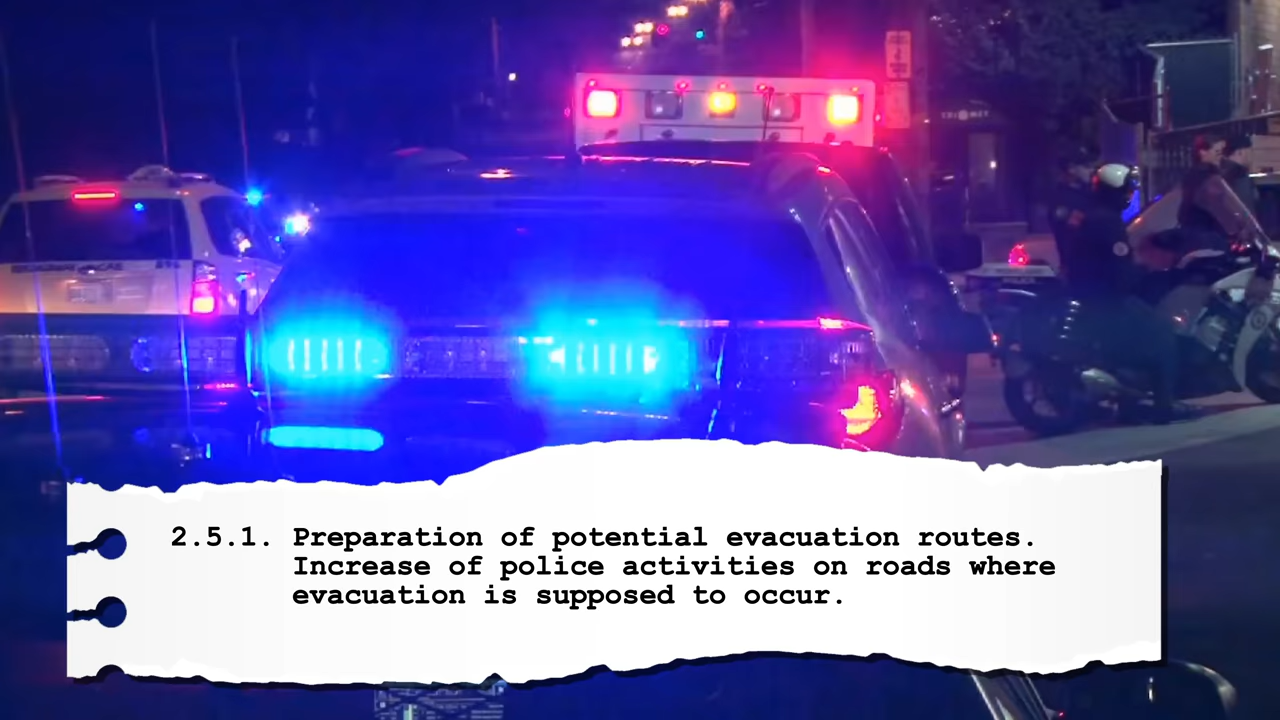 2.5.1. Preparation of potential evacuation routes.
Increase of police activities on roads where
evacuation is supposed to occur.